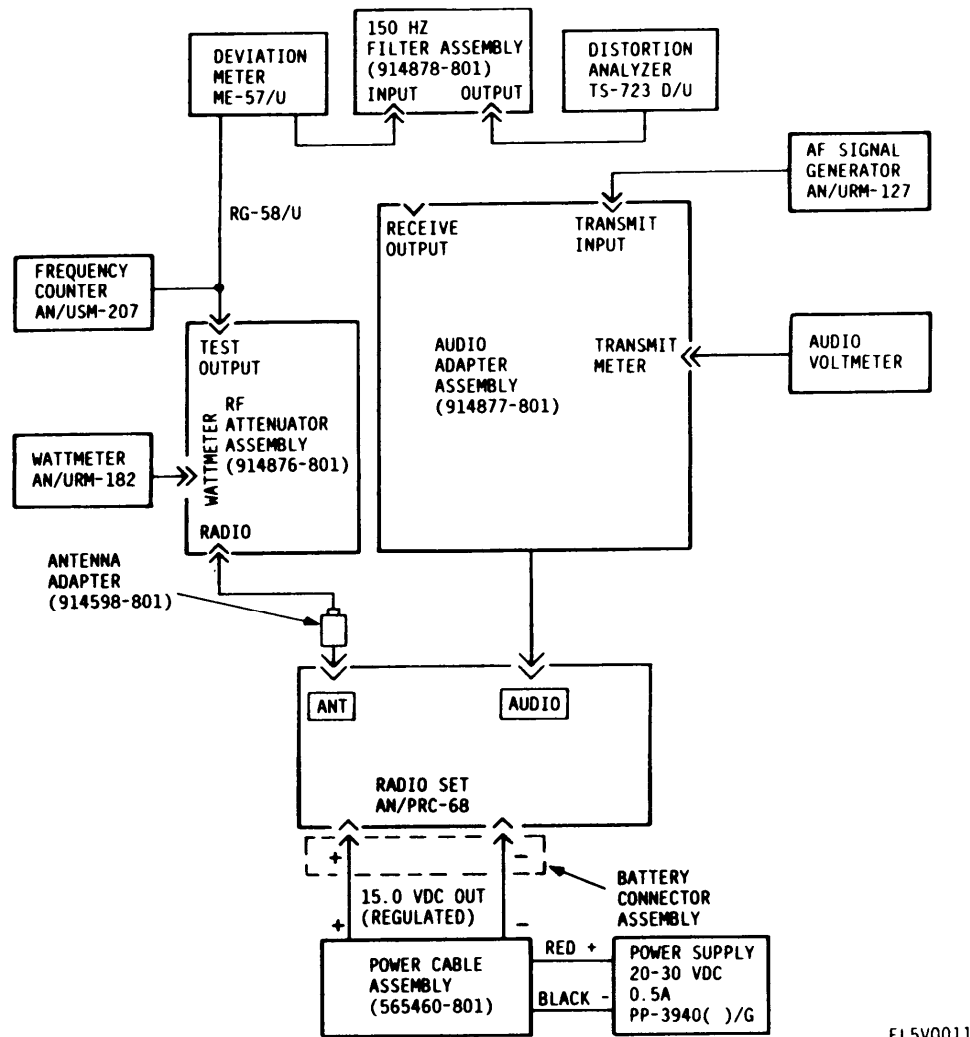 DEVIATION
METER
ME-57/U
150 HZ
FILTER ASSEMBLY
(914878-801)
INPUT OUTPUT
DISTORTION
ANALYZER
TS-723 D/U
AF SIGNAL
GENERATOR
AN/URM-127
RG-58/U
RECEIVE
OUTPUT
TRANSMIT
INPUT
FREQUENCY
COUNTER
AN/USM-207
TEST
OUTPUT
AUDIO
ADAPTER
ASSEMBLY
(914877-801)
TRANSMIT
METER
AUDIO
VOLTMETER
WATTMETER
RF
ATTENUATOR
ASSEMBLY
(914876-801)
WATTMETER
AN/URM-182
RADIO
ANTENNA
ADAPTER
(914598-801)
ANT
AUDIO
RADIO SET
AN/PRC-68
+ -
15.0 VDC OUT
(REGULATED)
+ -
BATTERY
CONNECTOR
ASSEMBLY
POWER CABLE
ASSEMBLY
(565460-801)
RED +
BLACK -
POWER SUPPLY
20-30 VDC
0.5A
PP-3940( )/G
EL5V0011